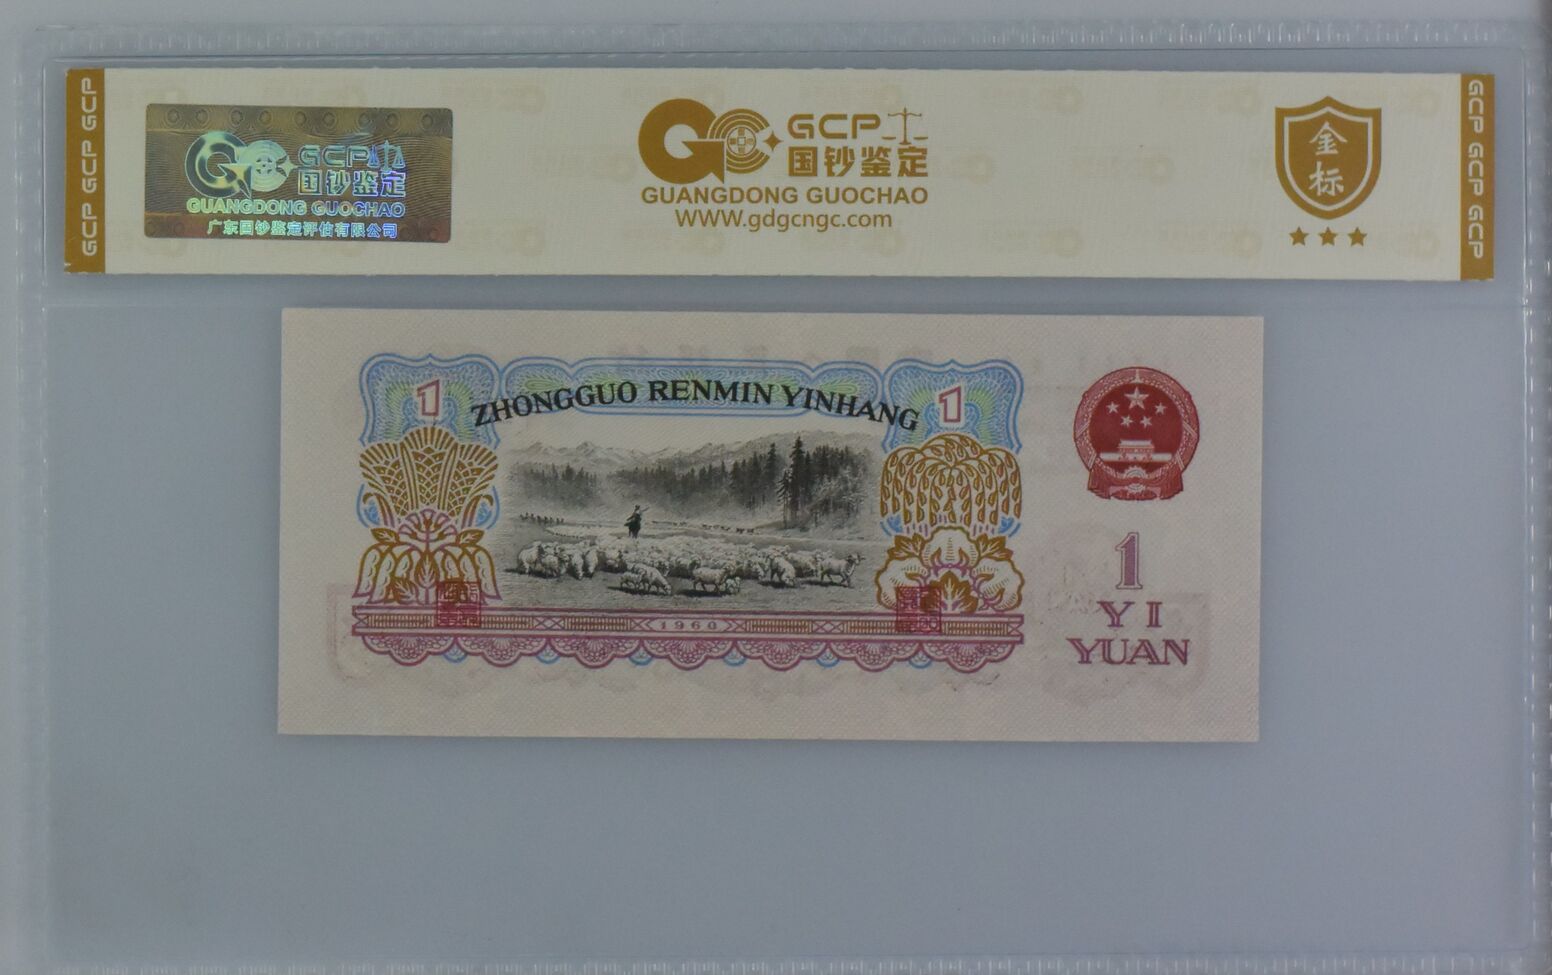 GCP GCP GCP
GCP
国钞鉴定
GUANGDONG GUOCHAO
广东国钞鉴定评估有限公司
GCP
国钞鉴定
GUANGDONG GUOCHAO
WWW.gdgcngc.com
金
标
GCP GCP GCP
1
ZHONGGUO RENMIN YINHANG
1
1960
1
YI
YUAN